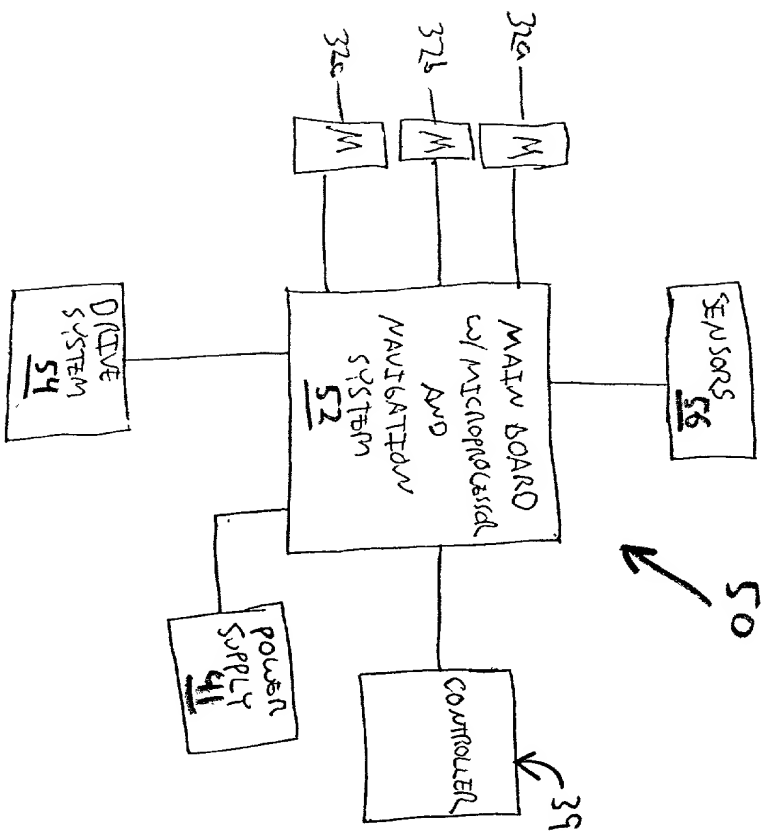 50
SENSORS
56
39
CONTROLLER
32a
M
32b
M
32c
M
MAIN BOARD
W/ MICROPROCESSOR
AND
NAVIGATION
SYSTEM
52
POWER
SUPPLY
41
DRIVE
SYSTEM
54